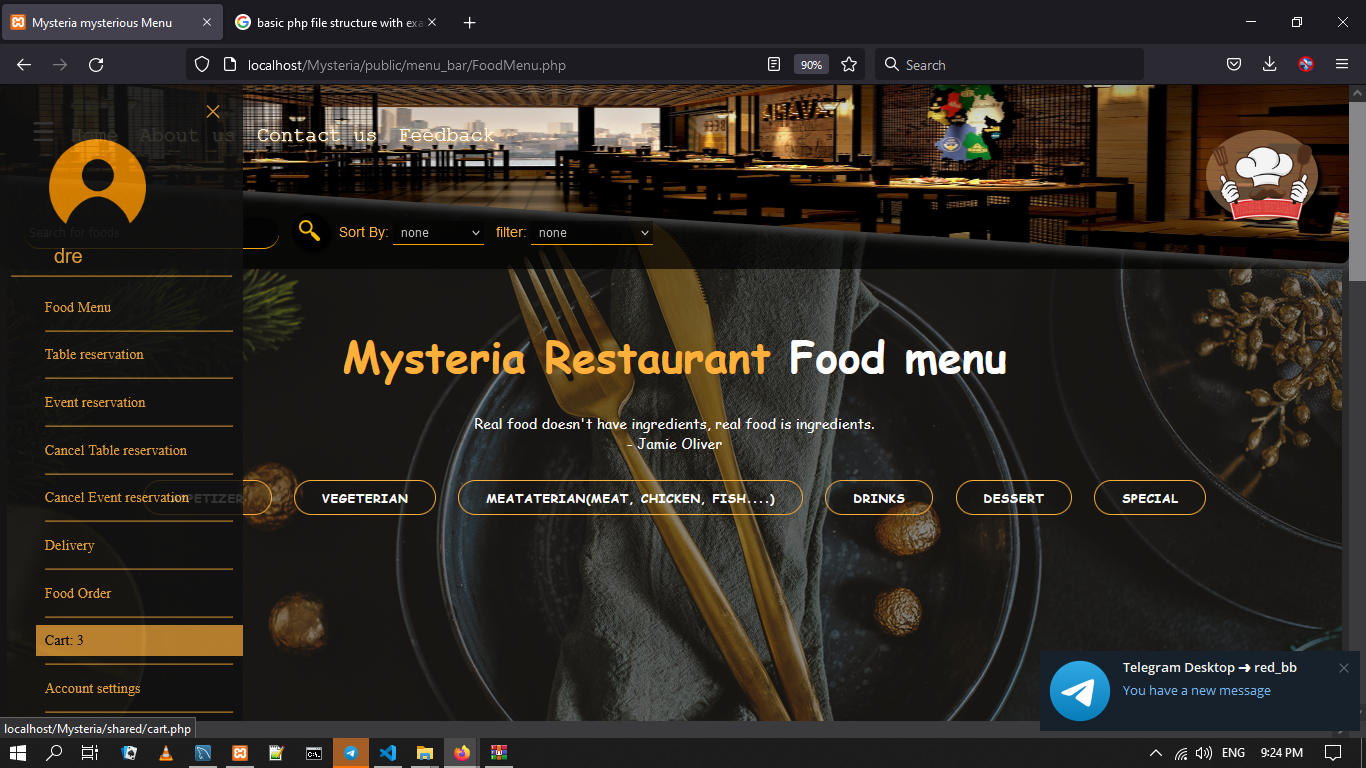 Mysteria mysterious Menu
basic php file structure with exa
localhost/Mysteria/public/menu_bar/FoodMenu.php
90%
Search
Home About us Contact us Feedback
Search for foods
Sort By: none filter: none
dre
Food Menu
Table reservation
Event reservation
Cancel Table reservation
Cancel Event reservation
Delivery
Food Order
Cart: 3
Account settings
Mysteria Restaurant Food menu
Real food doesn't have ingredients, real food is ingredients.
- Jamie Oliver
VEGETERIAN
MEATATERIAN(MEAT, CHICKEN, FISH....)
DRINKS
DESSERT
SPECIAL
Telegram Desktop ➜ red_bb
You have a new message
localhost/Mysteria/shared/cart.php
ENG
9:24 PM